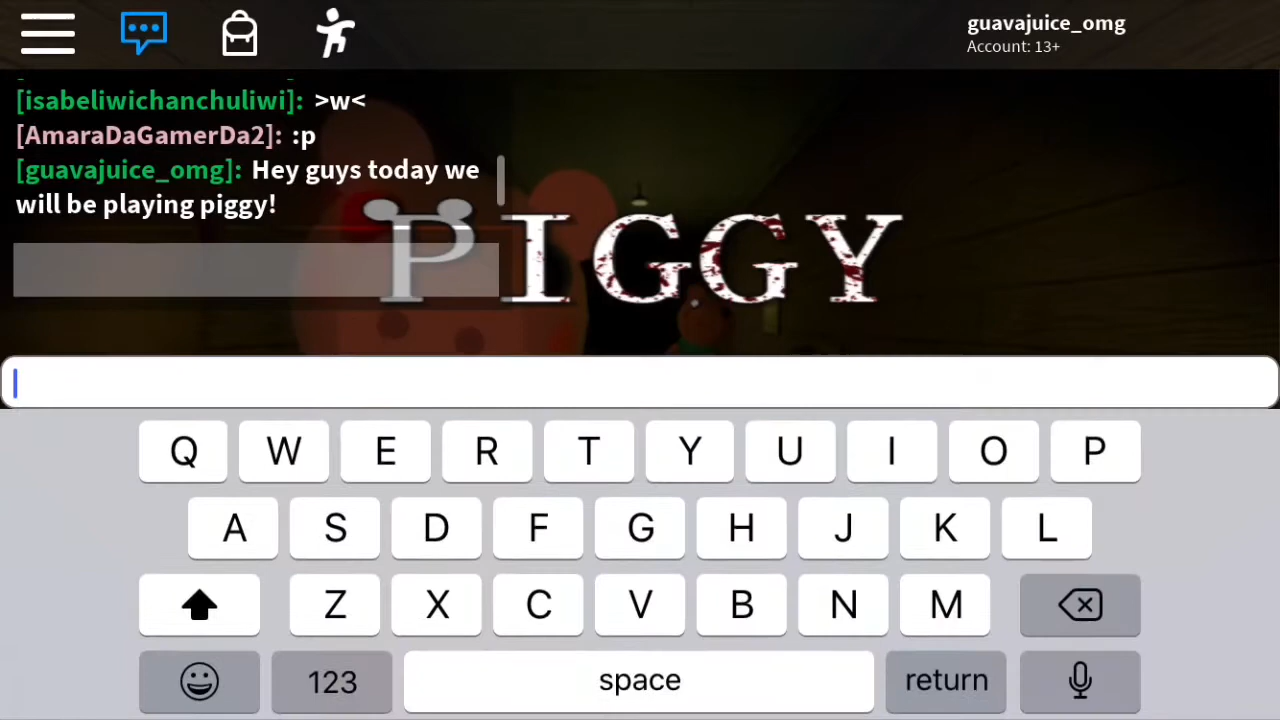 guavajuice_omg
Account: 13+
[isabeliwichanchuliwi]: >w<
[AmaraDaGamerDa2]: :p
[guavajuice_omg]: Hey guys today we
will be playing piggy!
PIGGY
Q W E R T Y U I O P
A S D F G H J K L
Z X C V B N M
123 space return